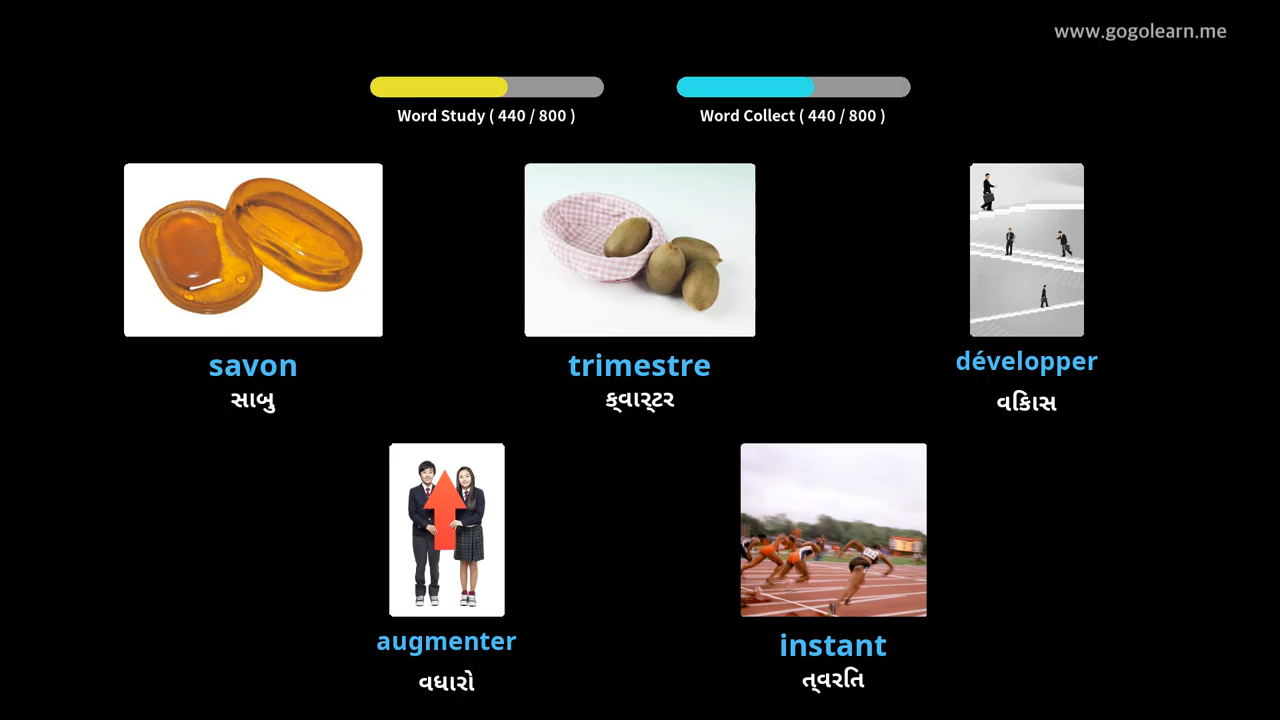 www.gogolearn.me
Word Study ( 440 / 800 )
Word Collect ( 440 / 800 )
savon
સાબુ
trimestre
ક્વાર્ટર
développer
વિકાસ
augmenter
વધારો
instant
ત્વરિત